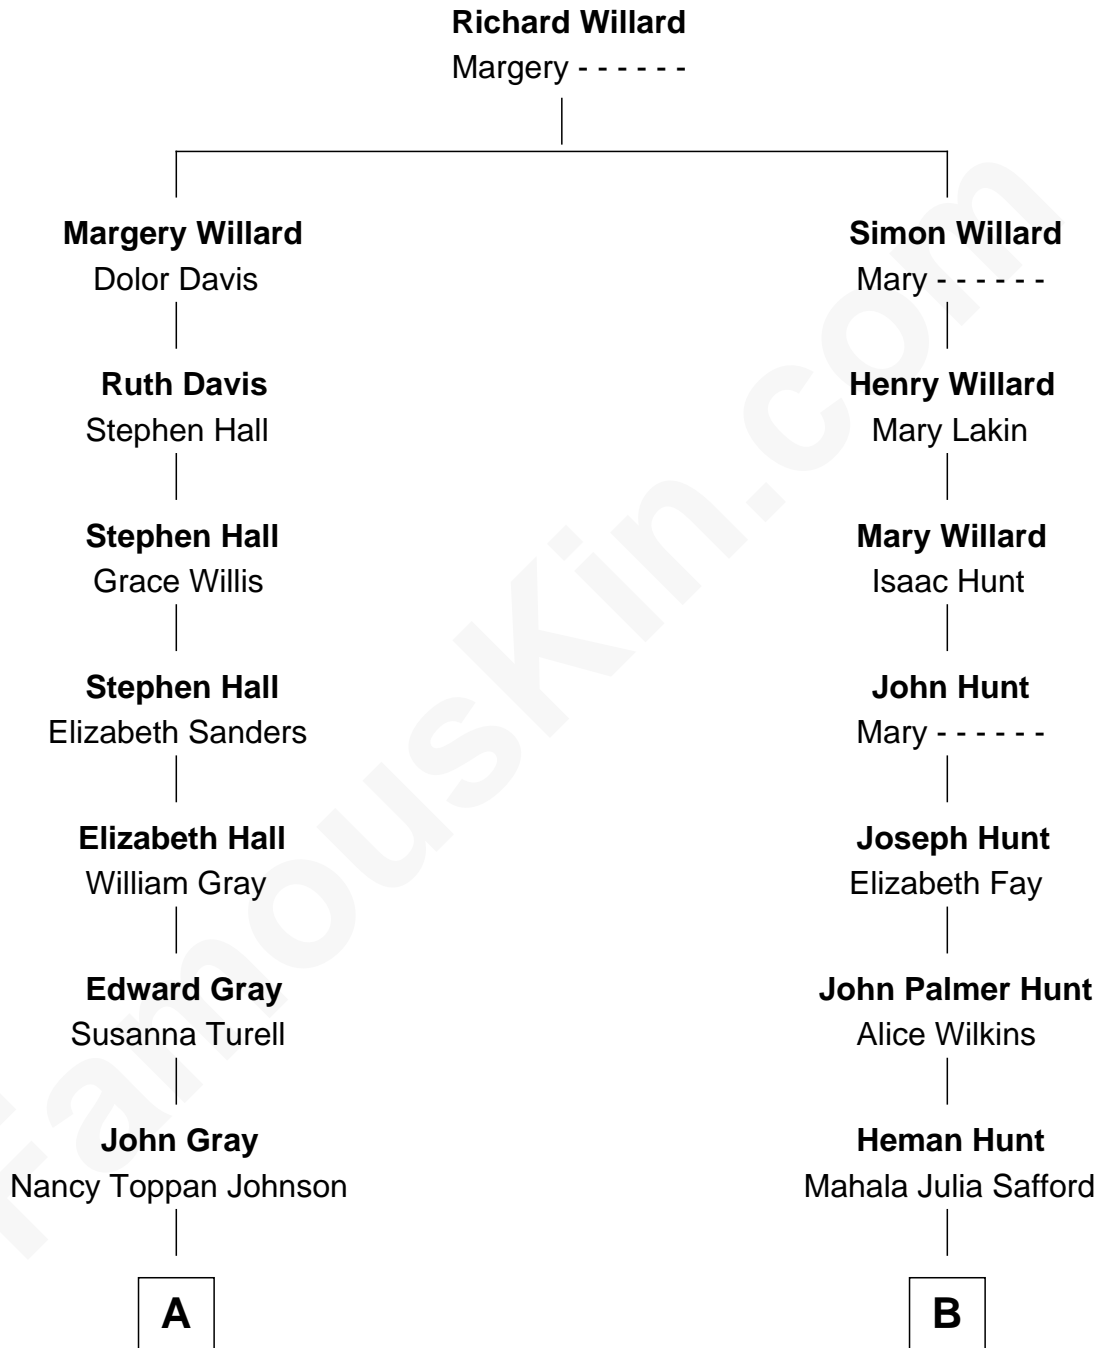 Richard Willard
Margery - - - - - -
Margery Willard
Dolor Davis
Simon Willard
Mary - - - - - -
Ruth Davis
Stephen Hall
Henry Willard
Mary Lakin
Stephen Hall
Grace Willis
Mary Willard
Isaac Hunt
Stephen Hall
Elizabeth Sanders
John Hunt
Mary - - - - - -
Elizabeth Hall
William Gray
Joseph Hunt
Elizabeth Fay
Edward Gray
Susanna Turell
John Palmer Hunt
Alice Wilkins
John Gray
Nancy Toppan Johnson
Heman Hunt
Mahala Julia Safford
A
B
FamousKin.com